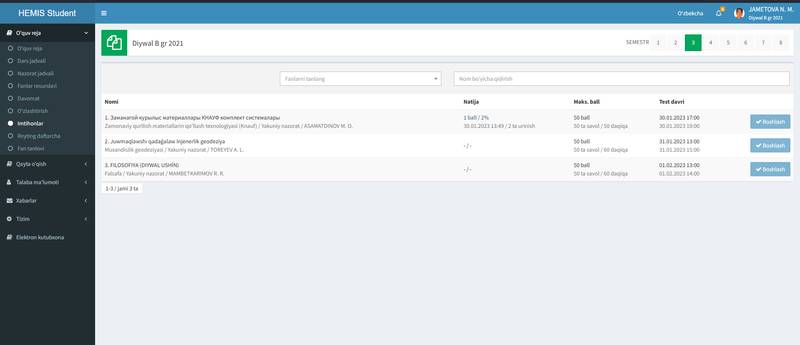 HEMIS Student
O'zbekcha
JAMETOVA N. M.
Diywal B gr 2021
O'quv reja
O'quv reja
Dars jadvali
Nazorat jadvali
Fanlar resurslari
Davomat
O'zlashtirish
Imtihonlar
Reyting daftarcha
Fan tanlovi
Qayta o'qish
Talaba ma'lumoti
Xabarlar
Tizim
Elektron kutubxona
Diywal B gr 2021
SEMESTR 1 2 3 4 5 6 7 8
Fanlarni tanlang
Nom bo'yicha qidirish
Nomi Natija Maks. ball Test davri
1. Заманагөй қурылыс материаллары КНАУФ комплект системалары 1 ball / 2% 50 ball 30.01.2023 17:00 Boshlash
Zamonaviy qurilish materiallarin qo'llash texnologiyasi (Knauf) / Yakuniy nazorat / ASAMATDINOV M. O. 30.01.2023 13:49 / 2 ta urinish 50 ta savol / 50 daqiqa 30.01.2023 19:00
2. Juwmaqlawshı qadaǵalaw Injenerlik geodeziya - / - 50 ball 31.01.2023 13:00 Boshlash
Muxandislik geodeziyasi / Yakuniy nazorat / TOREYEV A. L. 50 ta savol / 60 daqiqa 31.01.2023 15:00
3. FILOSOFIYA (DIYWAL USHÍN) - / - 50 ball 01.02.2023 13:00 Boshlash
Falsafa / Yakuniy nazorat / MAMBETKARIMOV R. R. 50 ta savol / 60 daqiqa 01.02.2023 14:00
1-3 / jami 3 ta